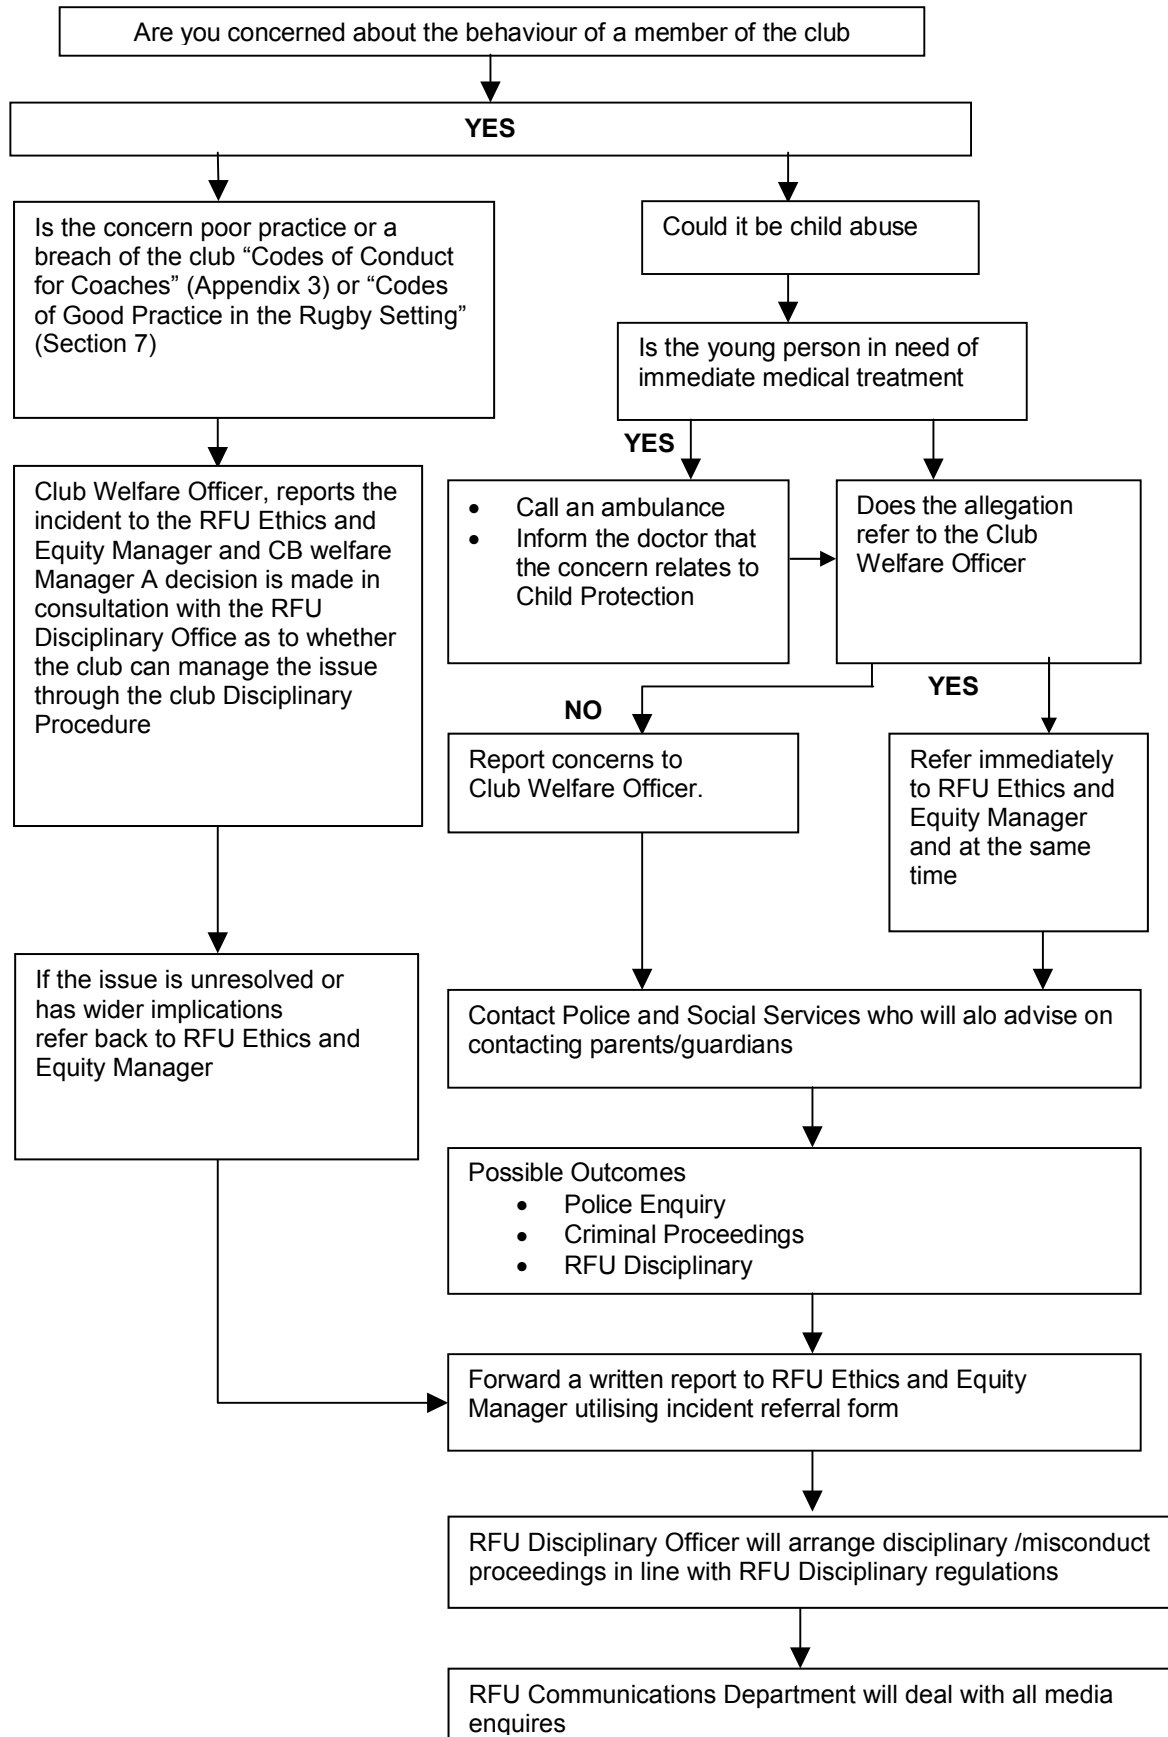 Are you concerned about the behaviour of a member of the club
YES
Is the concern poor practice or a
breach of the club “Codes of Conduct
for Coaches” (Appendix 3) or “Codes
of Good Practice in the Rugby Setting”
(Section 7)
Could it be child abuse
Is the young person in need of
immediate medical treatment
YES
Club Welfare Officer, reports the
incident to the RFU Ethics and
Equity Manager and CB welfare
Manager A decision is made in
consultation with the RFU
Disciplinary Office as to whether
the club can manage the issue
through the club Disciplinary
Procedure
• Call an ambulance
• Inform the doctor that
the concern relates to
Child Protection
Does the allegation
refer to the Club
Welfare Officer
NO
YES
Report concerns to
Club Welfare Officer.
Refer immediately
to RFU Ethics and
Equity Manager
and at the same
time
If the issue is unresolved or
has wider implications
refer back to RFU Ethics and
Equity Manager
Contact Police and Social Services who will alo advise on
contacting parents/guardians
Possible Outcomes
• Police Enquiry
• Criminal Proceedings
• RFU Disciplinary
Forward a written report to RFU Ethics and Equity
Manager utilising incident referral form
RFU Disciplinary Officer will arrange disciplinary /misconduct
proceedings in line with RFU Disciplinary regulations
RFU Communications Department will deal with all media
enquires